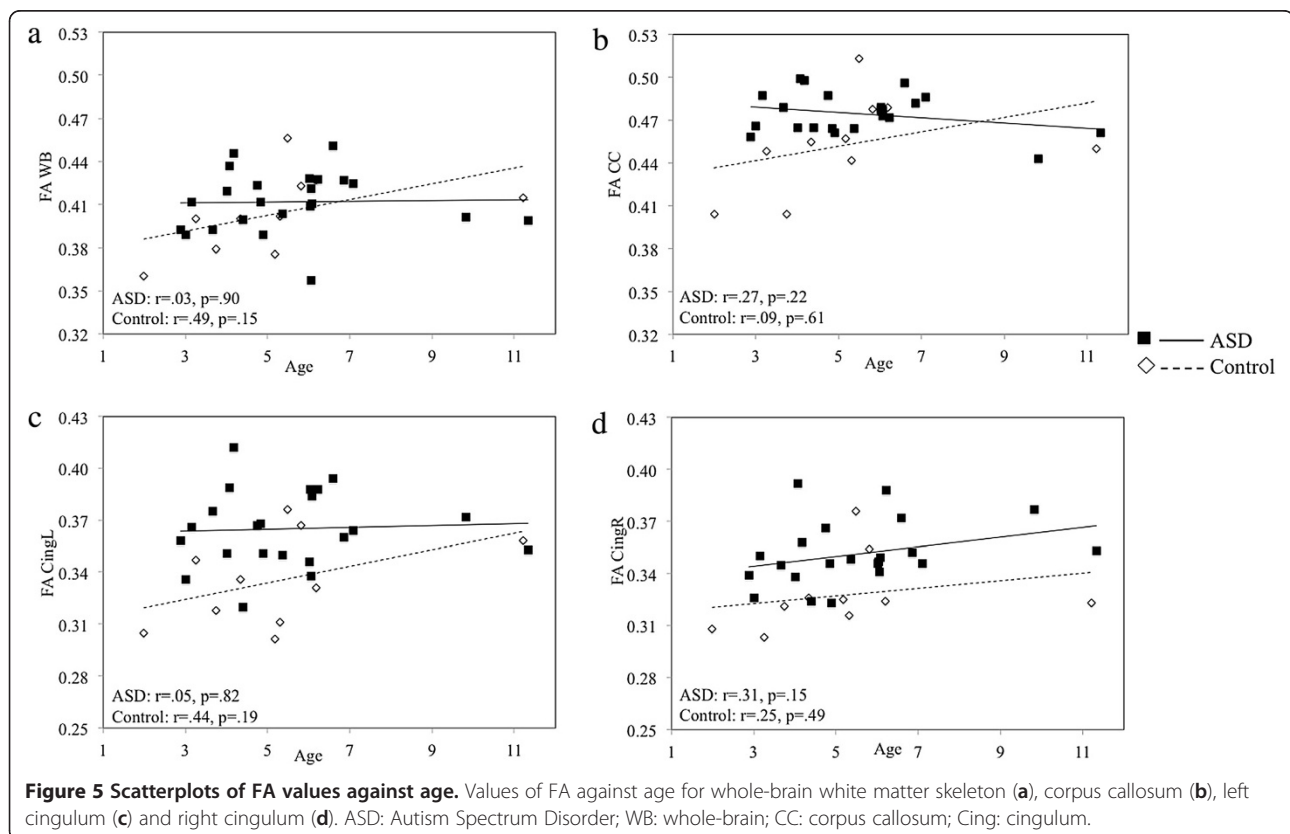 a
0.53
0.50
0.47
0.44
0.41
0.38
0.35
0.32
FA WB
ASD: r=.03, p=.90
Control: r=.49, p=.15
1 3 5 7 9 11
Age
b
0.53
0.50
0.47
0.44
0.41
0.38
0.35
0.32
FA CC
ASD: r=.27, p=.22
Control: r=.09, p=.61
1 3 5 7 9 11
Age
ASD
Control
c
0.43
0.40
0.37
0.34
0.31
0.28
0.25
FA CingL
ASD: r=.05, p=.82
Control: r=.44, p=.19
1 3 5 7 9 11
Age
d
0.43
0.40
0.37
0.34
0.31
0.28
0.25
FA CingR
ASD: r=.31, p=.15
Control: r=.25, p=.49
1 3 5 7 9 11
Age
Figure 5 Scatterplots of FA values against age. Values of FA against age for whole-brain white matter skeleton (a), corpus callosum (b), left
cingulum (c) and right cingulum (d). ASD: Autism Spectrum Disorder; WB: whole-brain; CC: corpus callosum; Cing: cingulum.